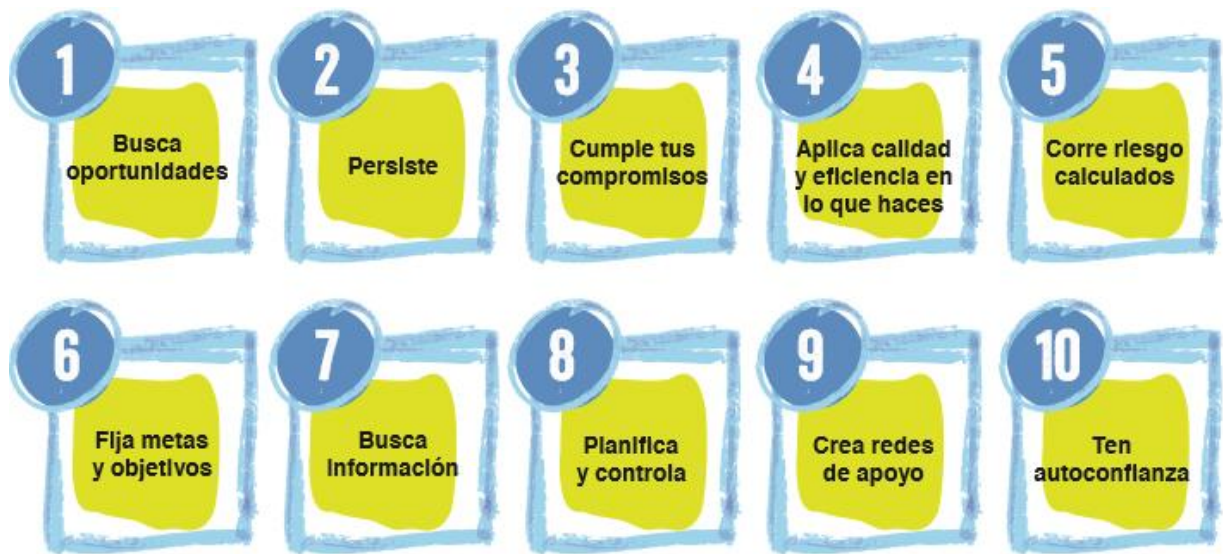 1
Busca
oportunidades
2
Persiste
3
Cumple tus
compromisos
4
Aplica calidad
y eficiencia en
lo que haces
5
Corre riesgo
calculados
6
Fija metas
y objetivos
7
Busca
información
8
Planifica
y controla
9
Crea redes
de apoyo
10
Ten
autoconfianza